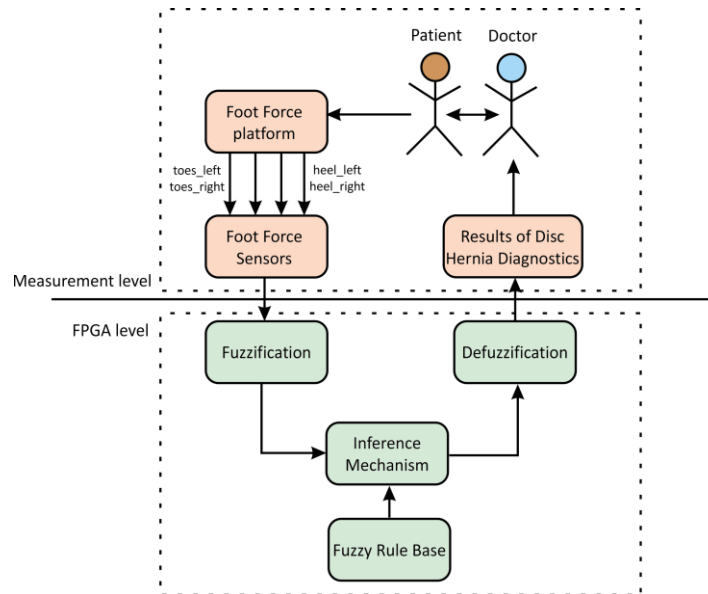 Patient
Doctor
Foot Force
platform
toes_left
toes_right
heel_left
heel_right
Foot Force
Sensors
Results of Disc
Hernia Diagnostics
Measurement level
FPGA level
Fuzzification
Defuzzification
Inference
Mechanism
Fuzzy Rule Base